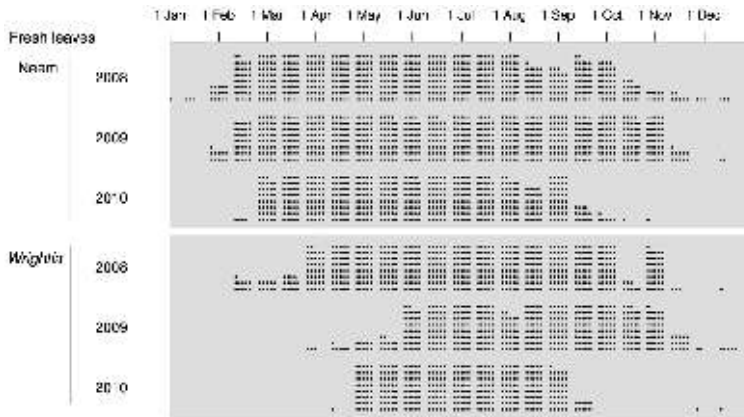 1 Jan 1 Feb 1 Mar 1 Apr 1 May 1 Jun 1 Jul 1 Aug 1 Sep 1 Oct 1 Nov 1 Dec
Fresh leaves
Neem
2008
2009
2010
Wrightia
2008
2009
2010